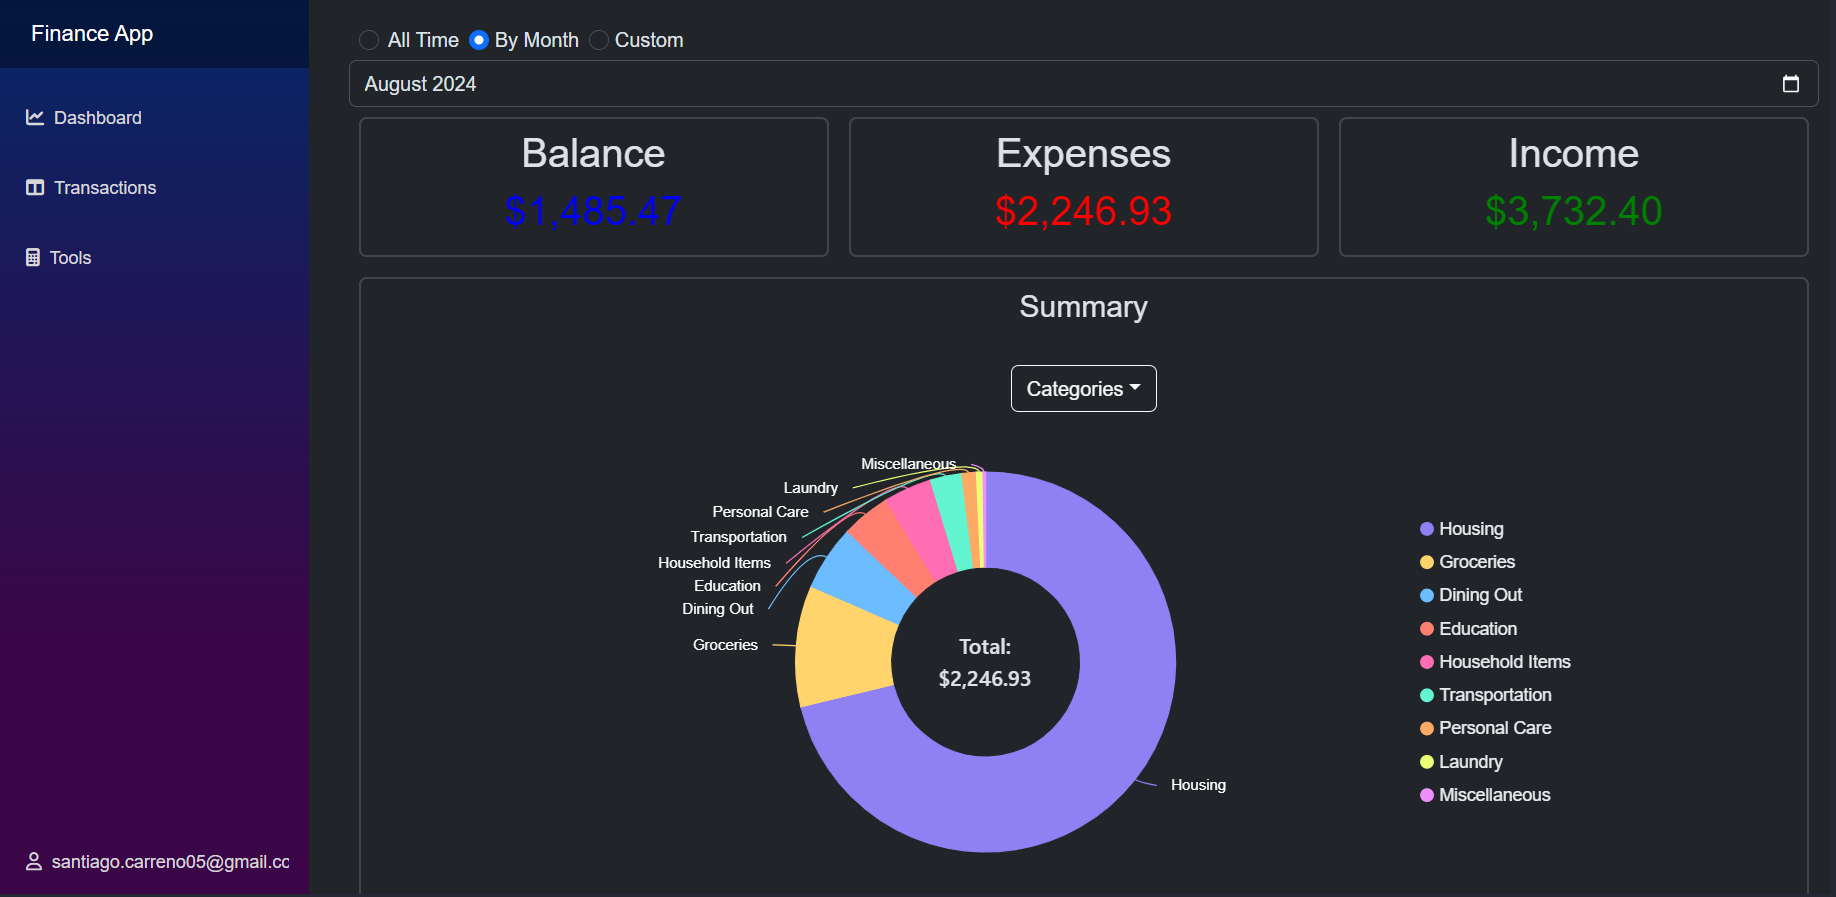 Finance App
Dashboard
Transactions
Tools
santiago.carreno05@gmail.cc
All Time By Month Custom
August 2024
Balance
$1,485.47
Expenses
$2,246.93
Income
$3,732.40
Summary
Categories
Miscellaneous
Laundry
Personal Care
Transportation
Household Items
Education
Dining Out
Groceries
Housing
Total:
$2,246.93
Housing
Groceries
Dining Out
Education
Household Items
Transportation
Personal Care
Laundry
Miscellaneous